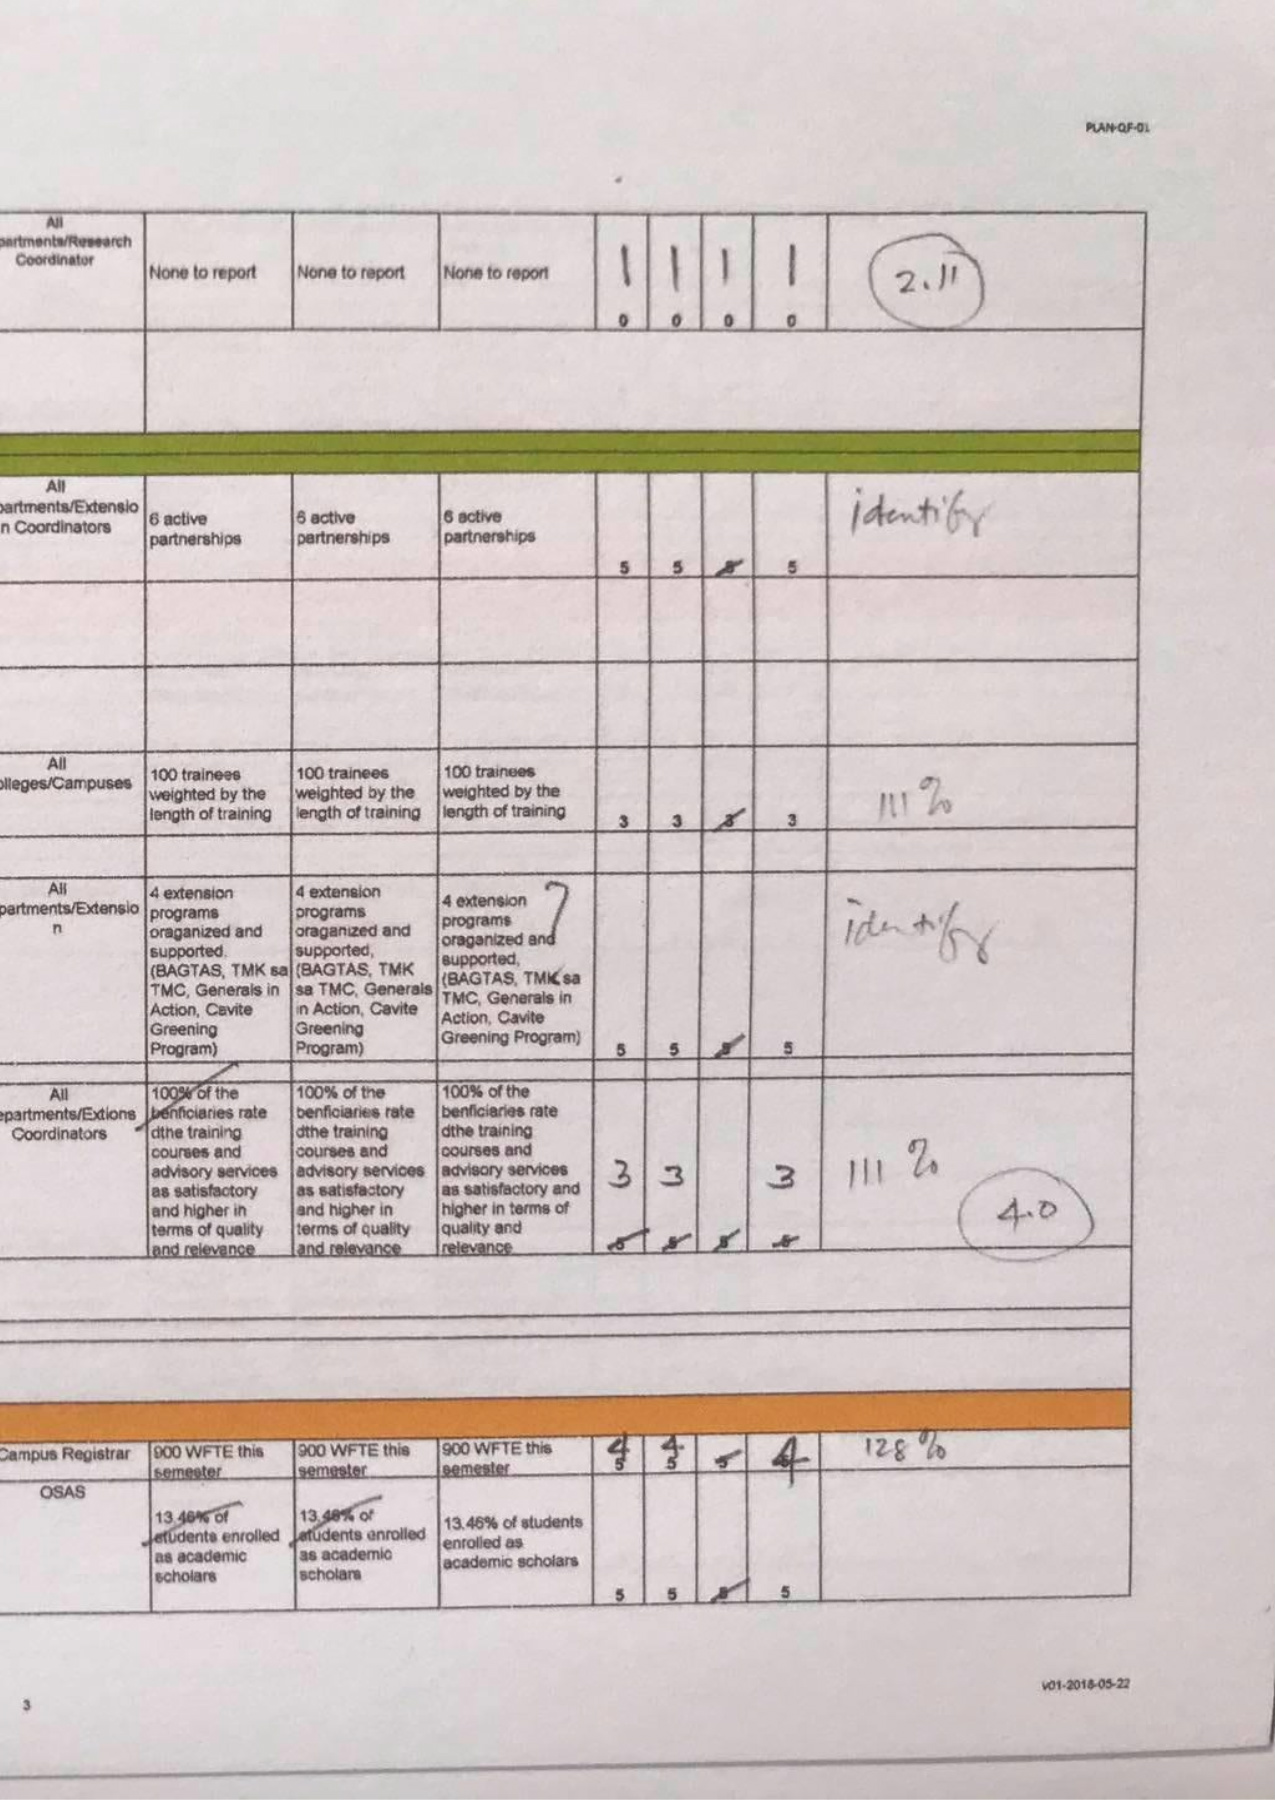 PLAN-QF-01
All
partments/Research
Coordinator
None to report
None to report
None to report
1 1 1 1
0 0 0 0
2.11
All
partments/Extensio
n Coordinators
6 active
partnerships
6 active
partnerships
6 active
partnerships
5 5 5 5
identify
All
olleges/Campuses
100 trainees
weighted by the
length of training
100 trainees
weighted by the
length of training
100 trainees
weighted by the
length of training
3 3 3 3
111 %
All
partments/Extensio
n
4 extension
programs
oraganized and
supported,
(BAGTAS, TMK sa
TMC, Generals in
Action, Cavite
Greening
Program)
4 extension
programs
oraganized and
supported,
(BAGTAS, TMK
sa TMC, Generals
in Action, Cavite
Greening
Program)
4 extension
programs
oraganized and
supported,
(BAGTAS, TMK sa
TMC, Generals in
Action, Cavite
Greening Program)
5 5 5 5
identify
All
epartments/Extions
Coordinators
100% of the
benficiaries rate
dthe training
courses and
advisory services
as satisfactory
and higher in
terms of quality
and relevance
100% of the
benficiaries rate
dthe training
courses and
advisory services
as satisfactory
and higher in
terms of quality
and relevance
100% of the
benficiaries rate
dthe training
courses and
advisory services
as satisfactory and
higher in terms of
quality and
relevance
3 3 3
5 5 5 5
111 %
4.0
Campus Registrar
900 WFTE this
semester
900 WFTE this
semester
900 WFTE this
semester
4 4 4
5 5 5
128 %
OSAS
13.46% of
students enrolled
as academic
scholars
13.46% of
students enrolled
as academic
scholars
13.46% of students
enrolled as
academic scholars
5 5 5 5
3
v01-2018-05-22